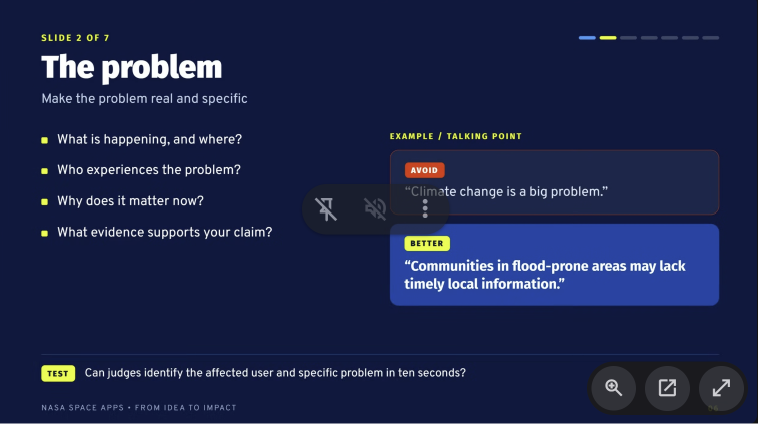 SLIDE 2 OF 7
The problem
Make the problem real and specific
What is happening, and where?
Who experiences the problem?
Why does it matter now?
What evidence supports your claim?
EXAMPLE / TALKING POINT
AVOID
“Climate change is a big problem.”
BETTER
“Communities in flood-prone areas may lack
timely local information.”
TEST Can judges identify the affected user and specific problem in ten seconds?
NASA SPACE APPS • FROM IDEA TO IMPACT